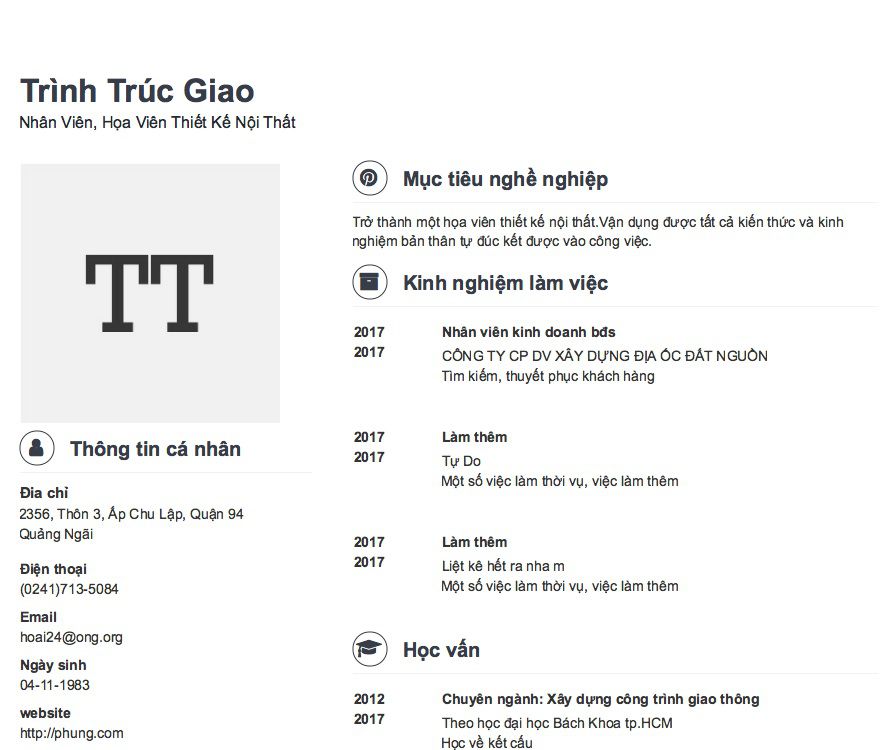 Trình Trúc Giao
Nhân Viên, Họa Viên Thiết Kế Nội Thất
TT
Thông tin cá nhân
Đia chỉ
2356, Thôn 3, Ấp Chu Lập, Quận 94
Quảng Ngãi
Điện thoại
(0241)713-5084
Email
hoai24@ong.org
Ngày sinh
04-11-1983
website
http://phung.com
Mục tiêu nghề nghiệp
Trở thành một họa viên thiết kế nội thất.Vận dụng được tất cả kiến thức và kinh
nghiệm bản thân tự đúc kết được vào công việc.
Kinh nghiệm làm việc
2017
2017
Nhân viên kinh doanh bđs
CÔNG TY CP DV XÂY DỰNG ĐỊA ỐC ĐẤT NGUỒN
Tìm kiếm, thuyết phục khách hàng
2017
2017
Làm thêm
Tự Do
Một số việc làm thời vụ, việc làm thêm
2017
2017
Làm thêm
Liệt kê hết ra nha m
Một số việc làm thời vụ, việc làm thêm
Học vấn
2012
2017
Chuyên ngành: Xây dựng công trình giao thông
Theo học đại học Bách Khoa tp.HCM
Học về kết cấu